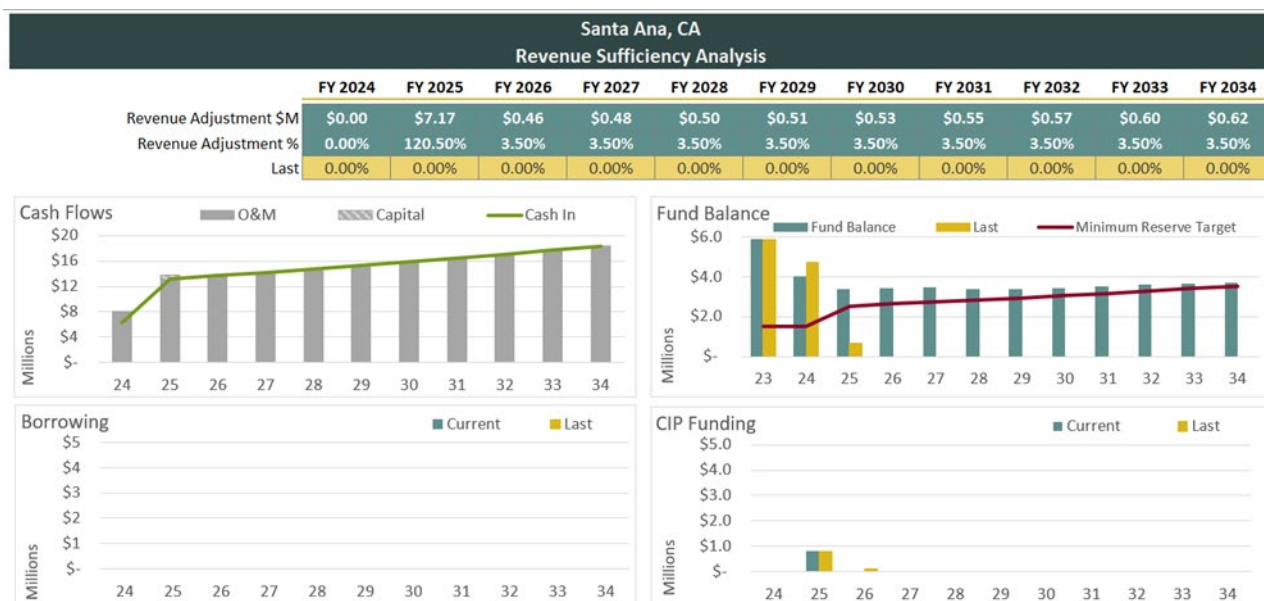 Santa Ana, CA
Revenue Sufficiency Analysis
FY 2024 FY 2025 FY 2026 FY 2027 FY 2028 FY 2029 FY 2030 FY 2031 FY 2032 FY 2033 FY 2034
Revenue Adjustment $M $0.00 $7.17 $0.46 $0.48 $0.50 $0.51 $0.53 $0.55 $0.57 $0.60 $0.62
Revenue Adjustment % 0.00% 120.50% 3.50% 3.50% 3.50% 3.50% 3.50% 3.50% 3.50% 3.50% 3.50%
Last 0.00% 0.00% 0.00% 0.00% 0.00% 0.00% 0.00% 0.00% 0.00% 0.00% 0.00%
Cash Flows O&M Capital Cash In
$20
$16
$12
$8
$4
$-
Millions
24 25 26 27 28 29 30 31 32 33 34
Fund Balance Fund Balance Last Minimum Reserve Target
$6.0
$4.0
$2.0
$-
Millions
23 24 25 26 27 28 29 30 31 32 33 34
Borrowing Current Last
$5
$4
$3
$2
$1
$-
Millions
24 25 26 27 28 29 30 31 32 33 34
CIP Funding Current Last
$5.0
$4.0
$3.0
$2.0
$1.0
$-
Millions
24 25 26 27 28 29 30 31 32 33 34